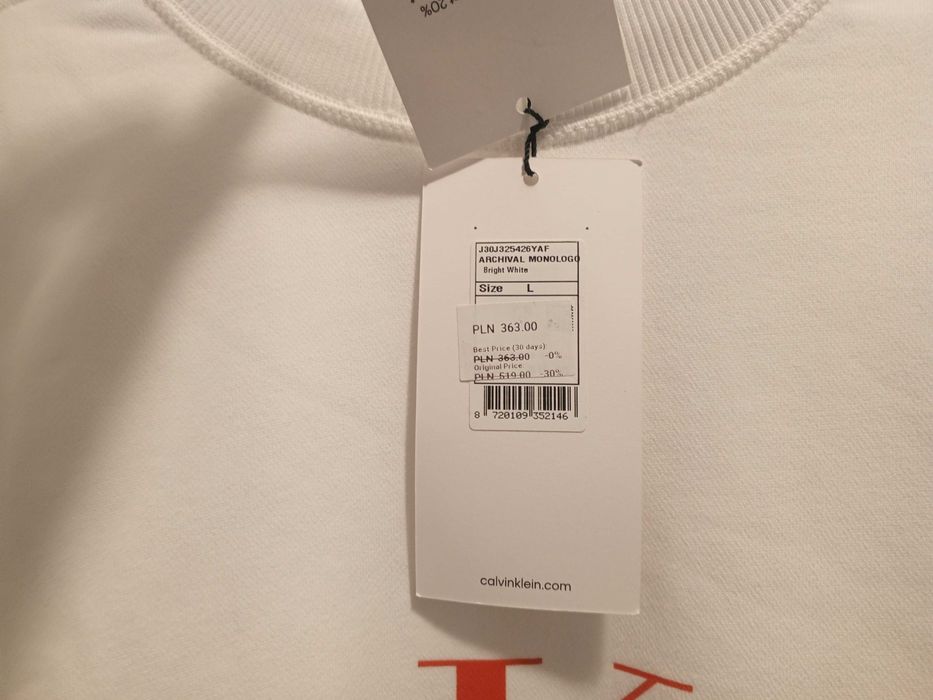 20%
J30J325426YAF
ARCHIVAL MONOLOGO
Bright White
Size L
PLN 363.00
Best Price (30 days):
PLN 363.00 -0%
Original Price:
PLN 519.00 -30%
8 720109 352146
calvinklein.com
K